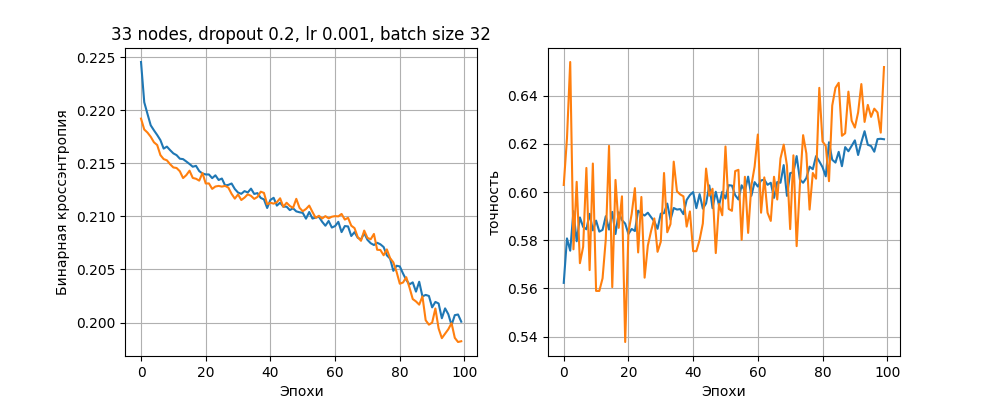 33 nodes, dropout 0.2, lr 0.001, batch size 32
Бинарная кроссэнтропия
0.225
0.220
0.215
0.210
0.205
0.200
0 20 40 60 80 100
Эпохи
точность
0.64
0.62
0.60
0.58
0.56
0.54
0 20 40 60 80 100
Эпохи